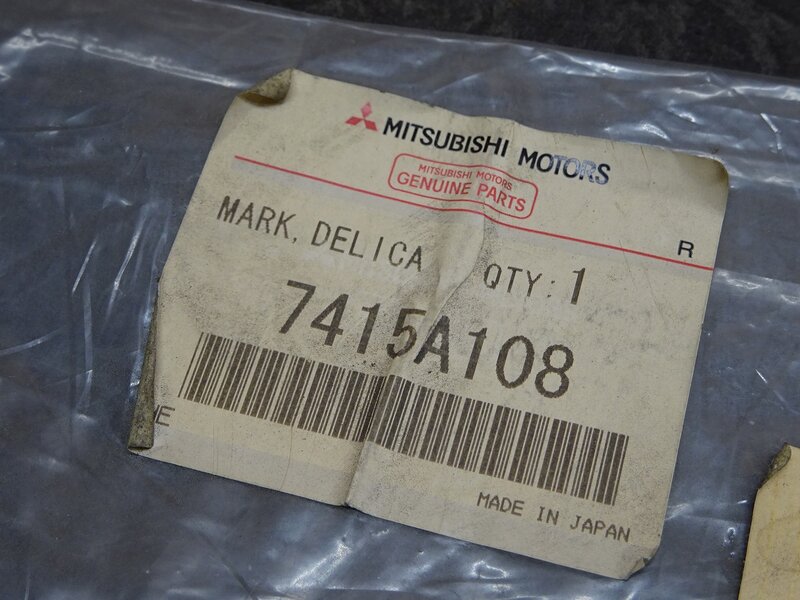 MITSUBISHI MOTORS
MITSUBISHI MOTORS
GENUINE PARTS
R
MARK, DELICA
QTY: 1
7415A108
MADE IN JAPAN